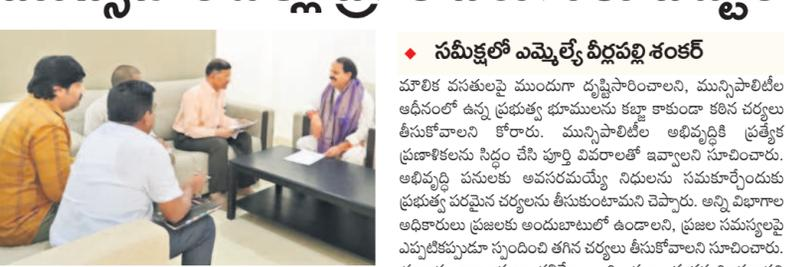 సమీక్షలో ఎమ్మెల్యే వీర్లపల్లి శంకర్
మౌలిక వసతులపై ముందుగా దృష్టిసారించాలని, మున్సిపాలిటీల
ఆధీనంలో ఉన్న ప్రభుత్వ భూములను కబ్జా కాకుండా కఠిన చర్యలు
తీసుకోవాలని కోరారు. మున్సిపాలిటీల అభివృద్ధికి ప్రత్యేక
ప్రణాళికలను సిద్ధం చేసి పూర్తి వివరాలతో ఇవ్వాలని సూచించారు.
అభివృద్ధి పనులకు అవసరమయ్యే నిధులను సమకూర్చేందుకు
ప్రభుత్వ పరమైన చర్యలను తీసుకుంటామని చెప్పారు. అన్ని విభాగాల
అధికారులు ప్రజలకు అందుబాటులో ఉండాలని, ప్రజల సమస్యలపై
ఎప్పటికప్పుడూ స్పందించి తగిన చర్యలు తీసుకోవాలని సూచించారు.